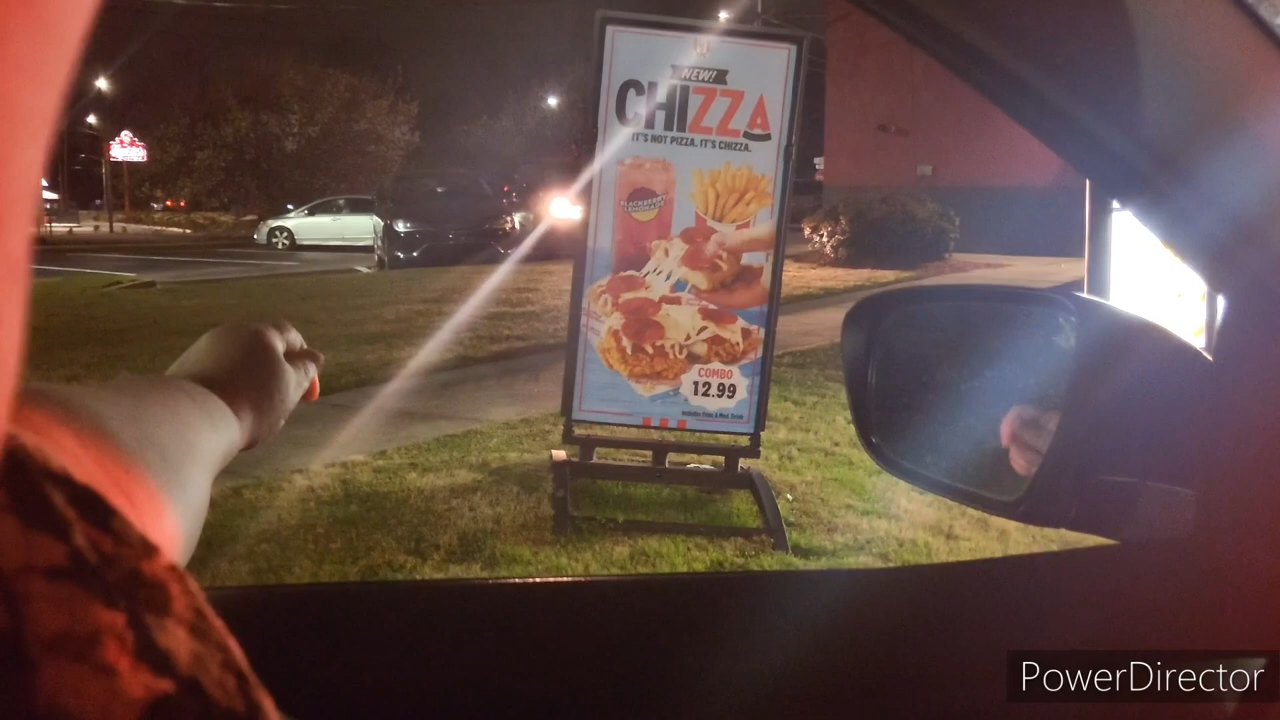 NEW!
CHIZZA
IT'S NOT PIZZA. IT'S CHIZZA.
BLACKBERRY
LEMONADE
COMBO
12.99
PowerDirector